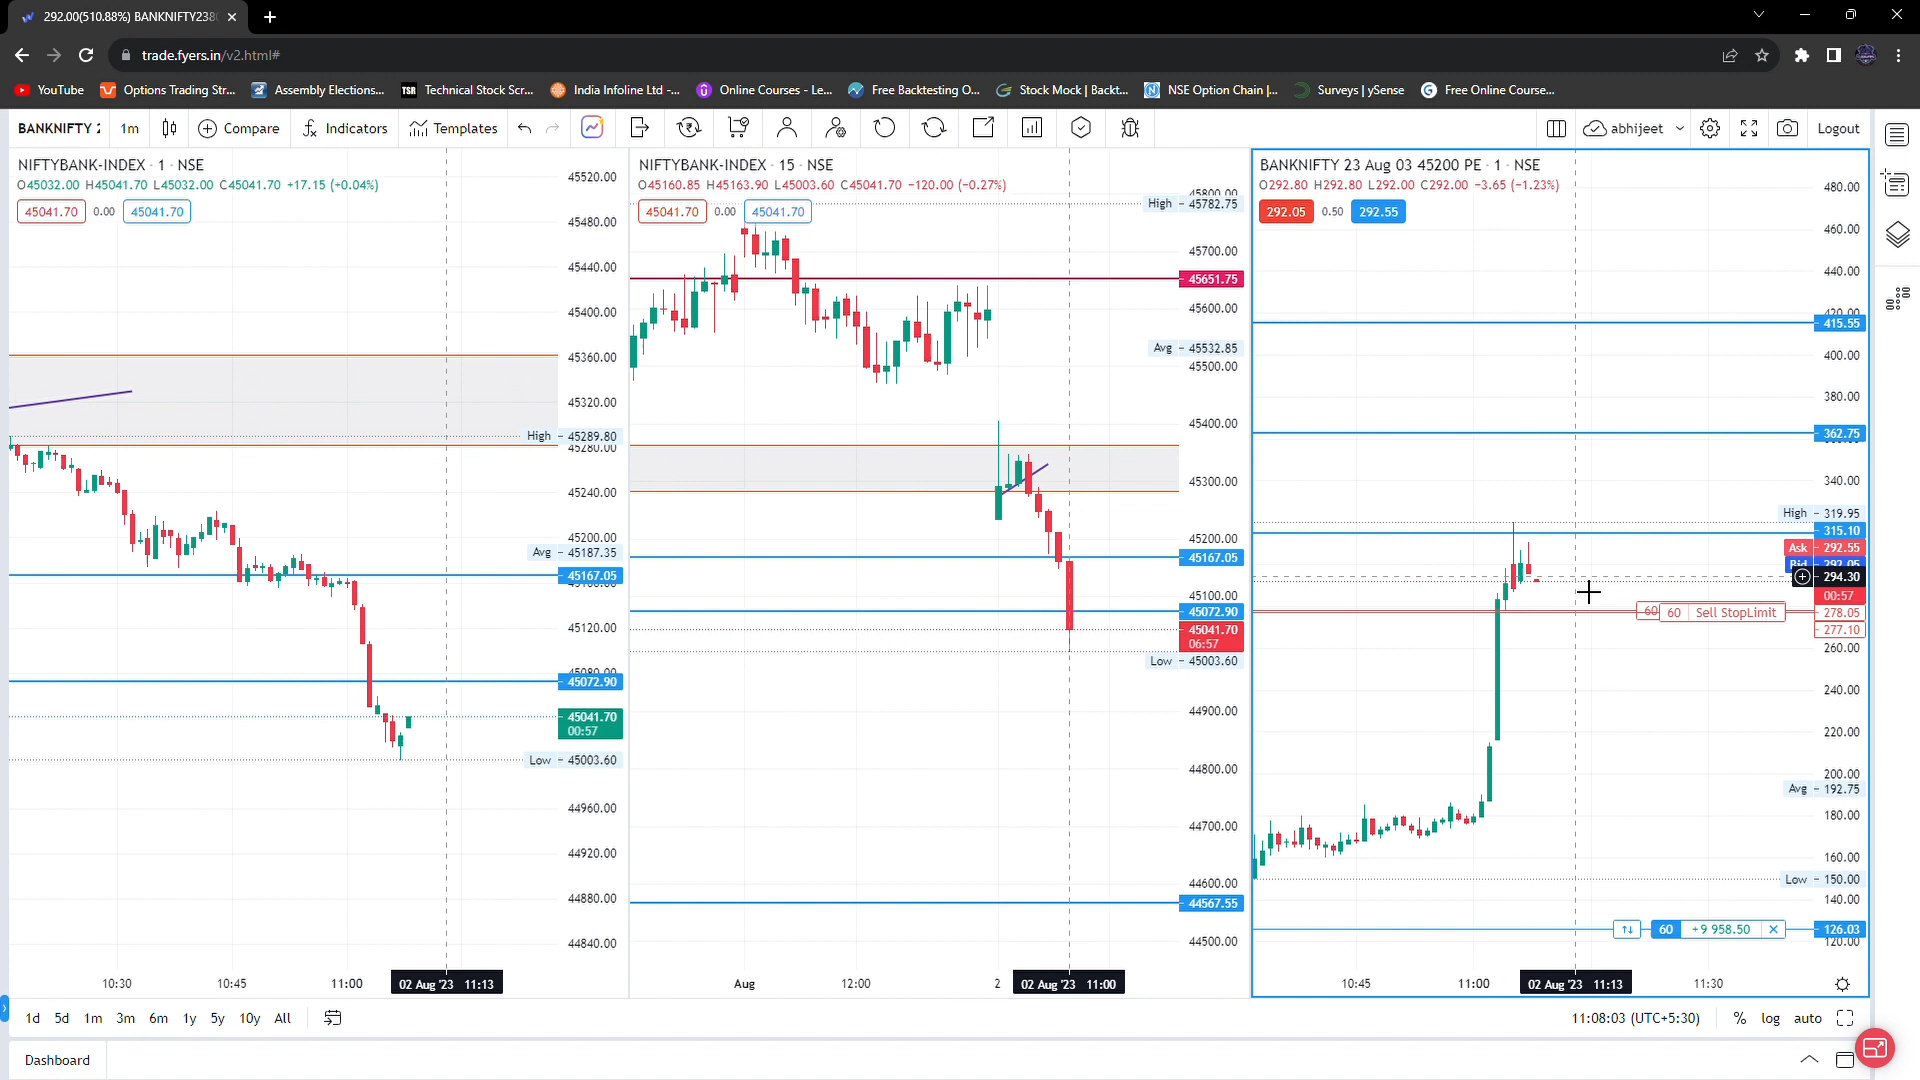 292.00(510.88%) BANKNIFTY238
trade.fyers.in/v2.html#
YouTube Options Trading Str... Assembly Elections... TSR Technical Stock Scr... India Infoline Ltd -... Online Courses - Le... Free Backtesting O... Stock Mock | Backt... NSE Option Chain |... Surveys | ySense Free Online Course...
BANKNIFTY 1m Compare Indicators Templates abhijeet Logout
NIFTYBANK-INDEX · 1 · NSE
O45032.00 H45041.70 L45032.00 C45041.70 +17.15 (+0.04%)
45041.70 0.00 45041.70
45520.00
45480.00
45440.00
45400.00
45360.00
45320.00
High 45289.80
45280.00
45240.00
45200.00
Avg 45187.35
45167.05
45120.00
45080.00
45072.90
45041.70
00:57
Low 45003.60
44960.00
44920.00
44880.00
44840.00
10:30 10:45 11:00 02 Aug '23 11:13
NIFTYBANK-INDEX · 15 · NSE
O45160.85 H45163.90 L45003.60 C45041.70 −120.00 (−0.27%)
45041.70 0.00 45041.70
45800.00
High 45782.75
45700.00
45651.75
45600.00
Avg 45532.85
45500.00
45400.00
45300.00
45200.00
45167.05
45100.00
45072.90
45041.70
06:57
Low 45003.60
44900.00
44800.00
44700.00
44600.00
44567.55
44500.00
Aug 12:00 2 02 Aug '23 11:00
BANKNIFTY 23 Aug 03 45200 PE · 1 · NSE
O292.80 H292.80 L292.00 C292.00 −3.65 (−1.23%)
292.05 0.50 292.55
480.00
460.00
440.00
420.00
415.55
400.00
380.00
362.75
340.00
High 319.95
315.10
Ask 292.55
Bid 292.05
294.30
00:57
60 60 Sell StopLimit 278.05
277.10
260.00
240.00
220.00
200.00
Avg 192.75
180.00
160.00
Low 150.00
140.00
60 +9 958.50 126.03
120.00
10:45 11:00 02 Aug '23 11:13 11:30
1d 5d 1m 3m 6m 1y 5y 10y All 11:08:03 (UTC+5:30) % log auto
Dashboard